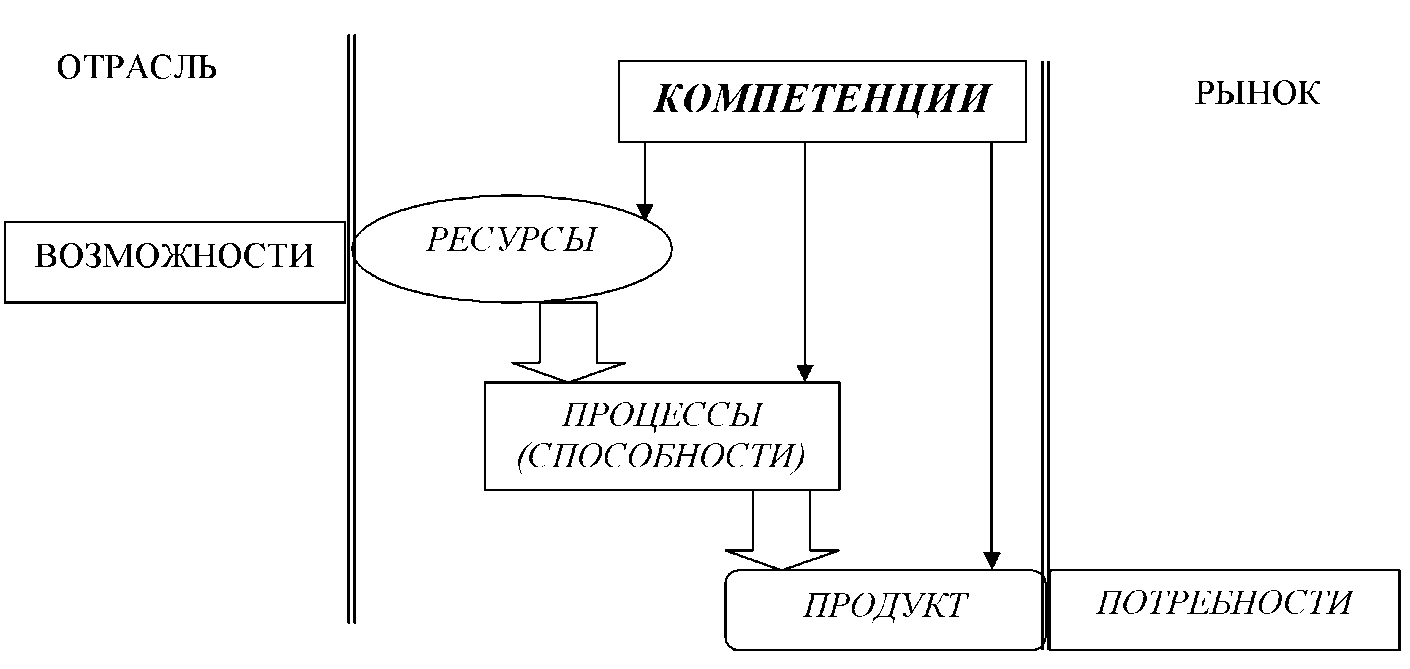 ОТРАСЛЬ
КОМПЕТЕНЦИИ
РЫНОК
РЕСУРСЫ
ВОЗМОЖНОСТИ
ПРОЦЕССЫ
(СПОСОБНОСТИ)
ПРОДУКТ
ПОТРЕБНОСТИ